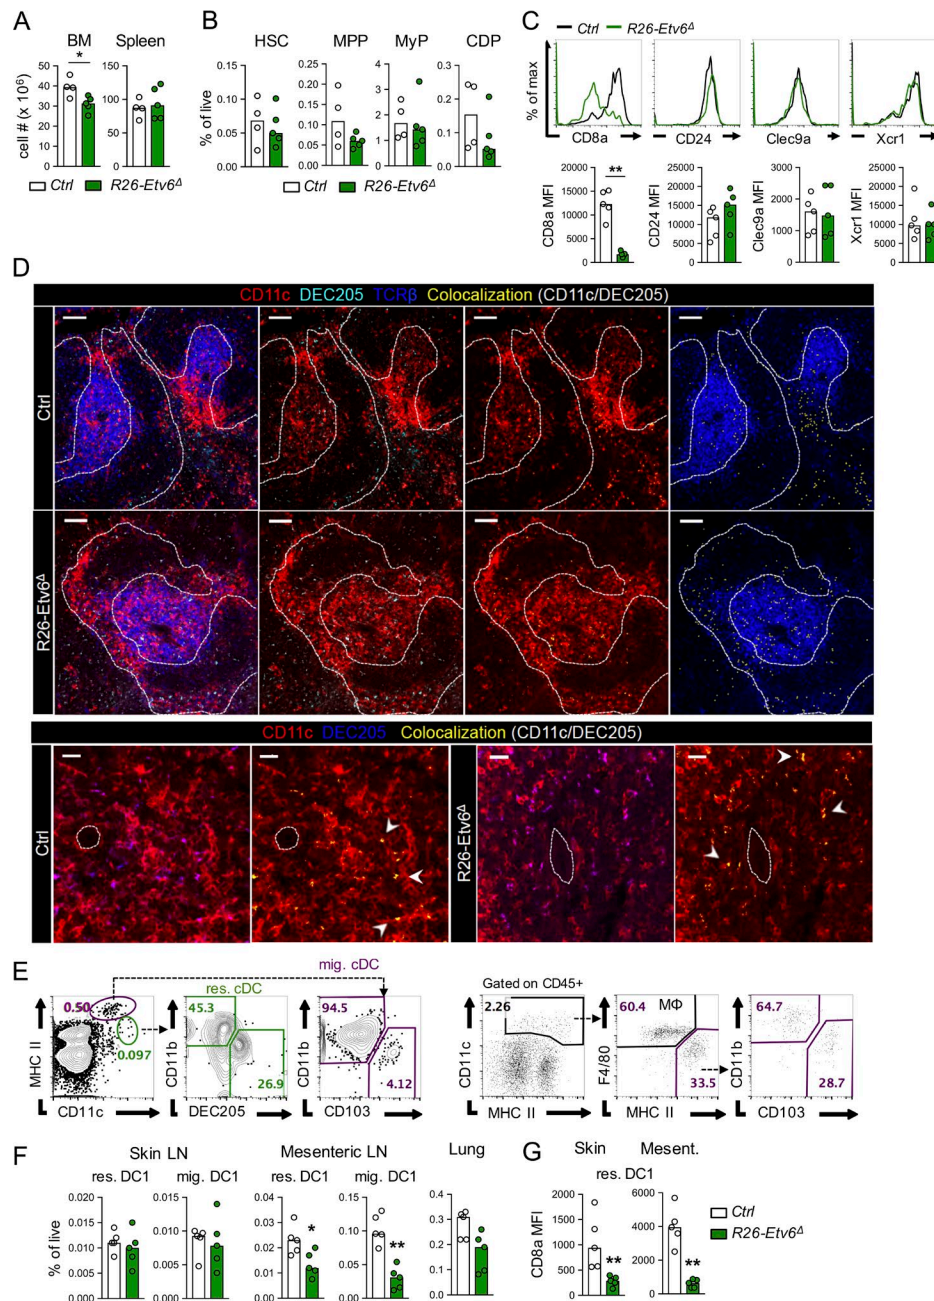 A
BM
Spleen
*
cell # (x 10⁶)
50
40
30
20
10
0
150
100
50
0
Ctrl
R26-Etv6Δ
B
HSC
MPP
MyP
CDP
% of live
0.15
0.10
0.05
0.00
0.20
0.15
0.10
0.05
0.00
4
3
2
1
0
0.3
0.2
0.1
0.0
Ctrl
R26-Etv6Δ
C
Ctrl
R26-Etv6Δ
% of max
CD8a
CD24
Clec9a
Xcr1
**
CD8a MFI
20000
15000
10000
5000
0
CD24 MFI
25000
20000
15000
10000
5000
0
Clec9a MFI
3000
2000
1000
0
Xcr1 MFI
25000
20000
15000
10000
5000
0
D
CD11c DEC205 TCRβ Colocalization (CD11c/DEC205)
Ctrl
R26-Etv6Δ
CD11c DEC205 Colocalization (CD11c/DEC205)
Ctrl
R26-Etv6Δ
E
mig. cDC
res. cDC
0.50
0.097
MHC II
CD11c
45.3
26.9
CD11b
DEC205
94.5
4.12
CD11b
CD103
Gated on CD45+
2.26
CD11c
MHC II
60.4
MΦ
33.5
F4/80
MHC II
64.7
28.7
CD11b
CD103
F
Skin LN
Mesenteric LN
Lung
res. DC1
mig. DC1
res. DC1
mig. DC1
% of live
0.020
0.015
0.010
0.005
0.000
0.015
0.010
0.005
0.000
0.04
0.03
0.02
0.01
0.00
*
0.15
0.10
0.05
0.00
**
0.4
0.3
0.2
0.1
0.0
G
Skin
Mesent.
res. DC1
CD8a MFI
2000
1500
1000
500
0
**
6000
4000
2000
0
**
Ctrl
R26-Etv6Δ